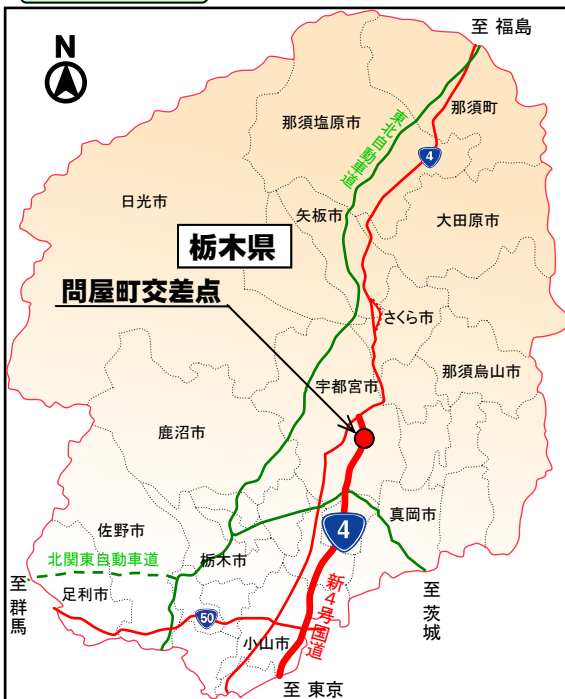 至 福島
N
那須町
那須塩原市
東北自動車道
4
日光市
矢板市
大田原市
栃木県
問屋町交差点
さくら市
那須烏山市
宇都宮市
鹿沼市
真岡市
4
佐野市
栃木市
北関東自動車道
至 群馬
足利市
50
新4号国道
至 茨城
小山市
至 東京